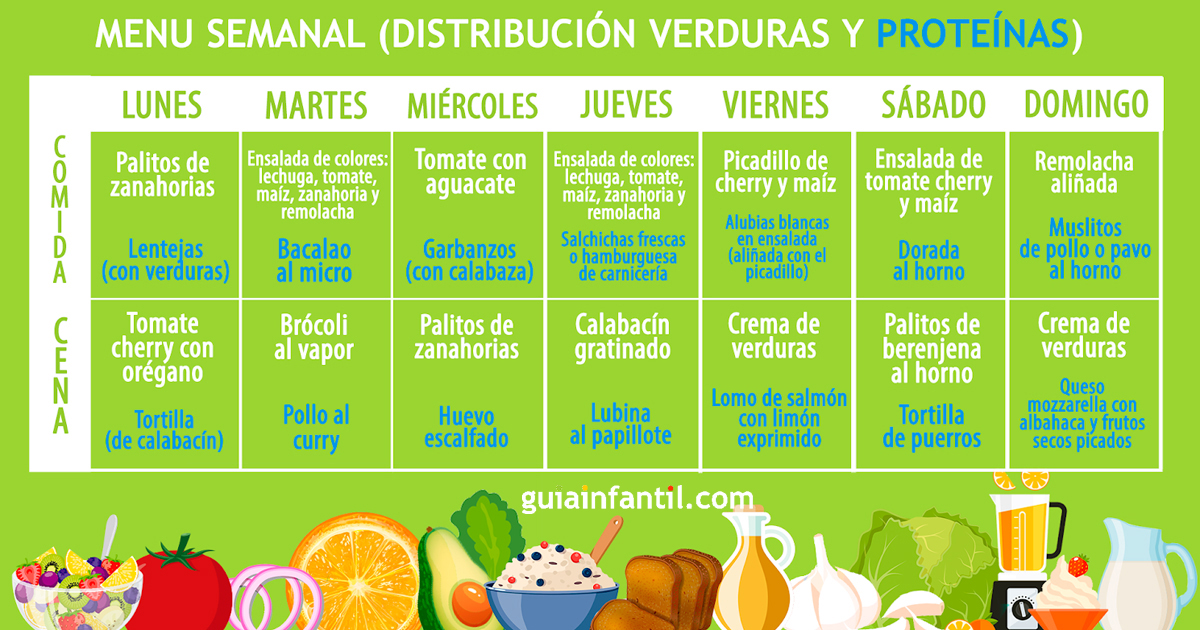 MENU SEMANAL (DISTRIBUCIÓN VERDURAS Y PROTEÍNAS)
LUNES
MARTES
MIÉRCOLES
JUEVES
VIERNES
SÁBADO
DOMINGO
COMIDA
Palitos de
zanahorias
Lentejas
(con verduras)
Ensalada de colores:
lechuga, tomate,
maíz, zanahoria y
remolacha
Bacalao
al micro
Tomate con
aguacate
Garbanzos
(con calabaza)
Ensalada de colores:
lechuga, tomate,
maíz, zanahoria y
remolacha
Salchichas frescas
o hamburguesa
de carnicería
Picadillo de
cherry y maíz
Alubias blancas
en ensalada
(aliñada con el
picadillo)
Ensalada de
tomate cherry
y maíz
Dorada
al horno
Remolacha
aliñada
Muslitos
de pollo o pavo
al horno
CENA
Tomate
cherry con
orégano
Tortilla
(de calabacín)
Brócoli
al vapor
Pollo al
curry
Palitos de
zanahorias
Huevo
escalfado
Calabacín
gratinado
Lubina
al papillote
Crema de
verduras
Lomo de salmón
con limón
exprimido
Palitos de
berenjena
al horno
Tortilla
de puerros
Crema de
verduras
Queso
mozzarella con
albahaca y frutos
secos picados
guiainfantil.com